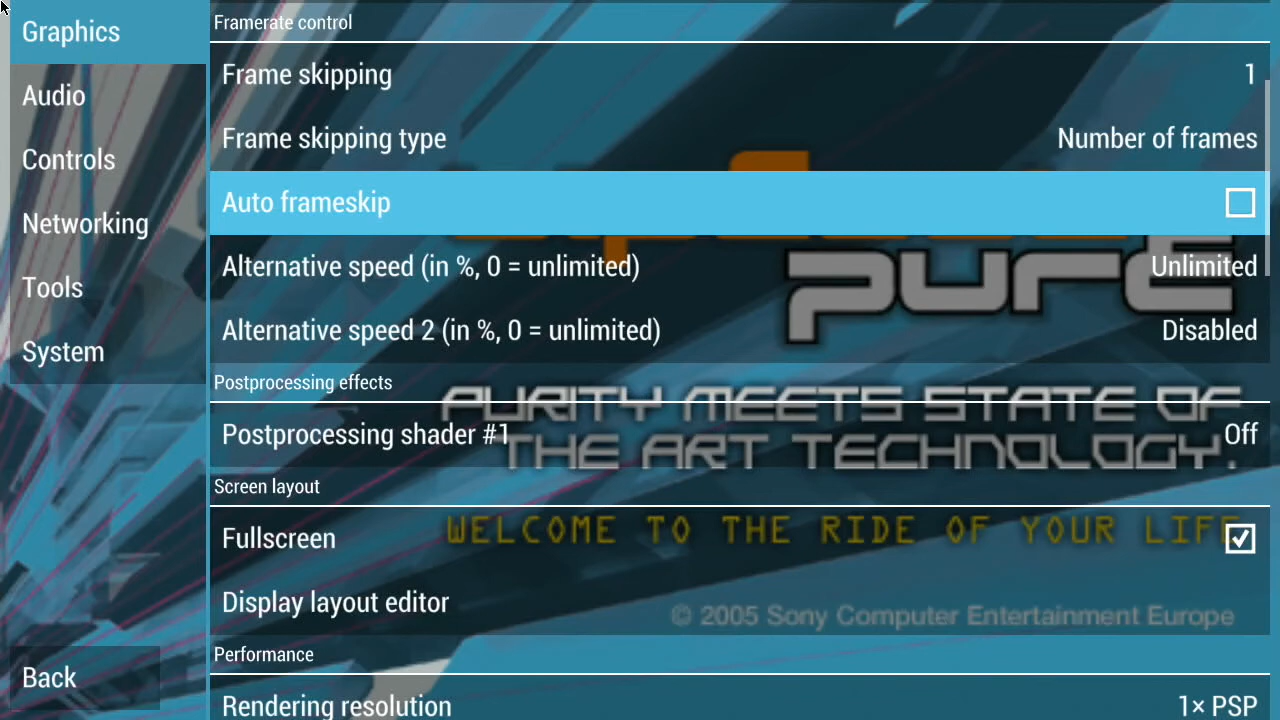 Graphics
Audio
Controls
Networking
Tools
System
Back
Framerate control
Frame skipping 1
Frame skipping type Number of frames
Auto frameskip
Alternative speed (in %, 0 = unlimited) Unlimited
Alternative speed 2 (in %, 0 = unlimited) Disabled
Postprocessing effects
Postprocessing shader #1 Off
Screen layout
Fullscreen
Display layout editor
Performance
Rendering resolution 1× PSP
pure
PURITY MEETS STATE OF
THE ART TECHNOLOGY.
WELCOME TO THE RIDE OF YOUR LIFE
© 2005 Sony Computer Entertainment Europe